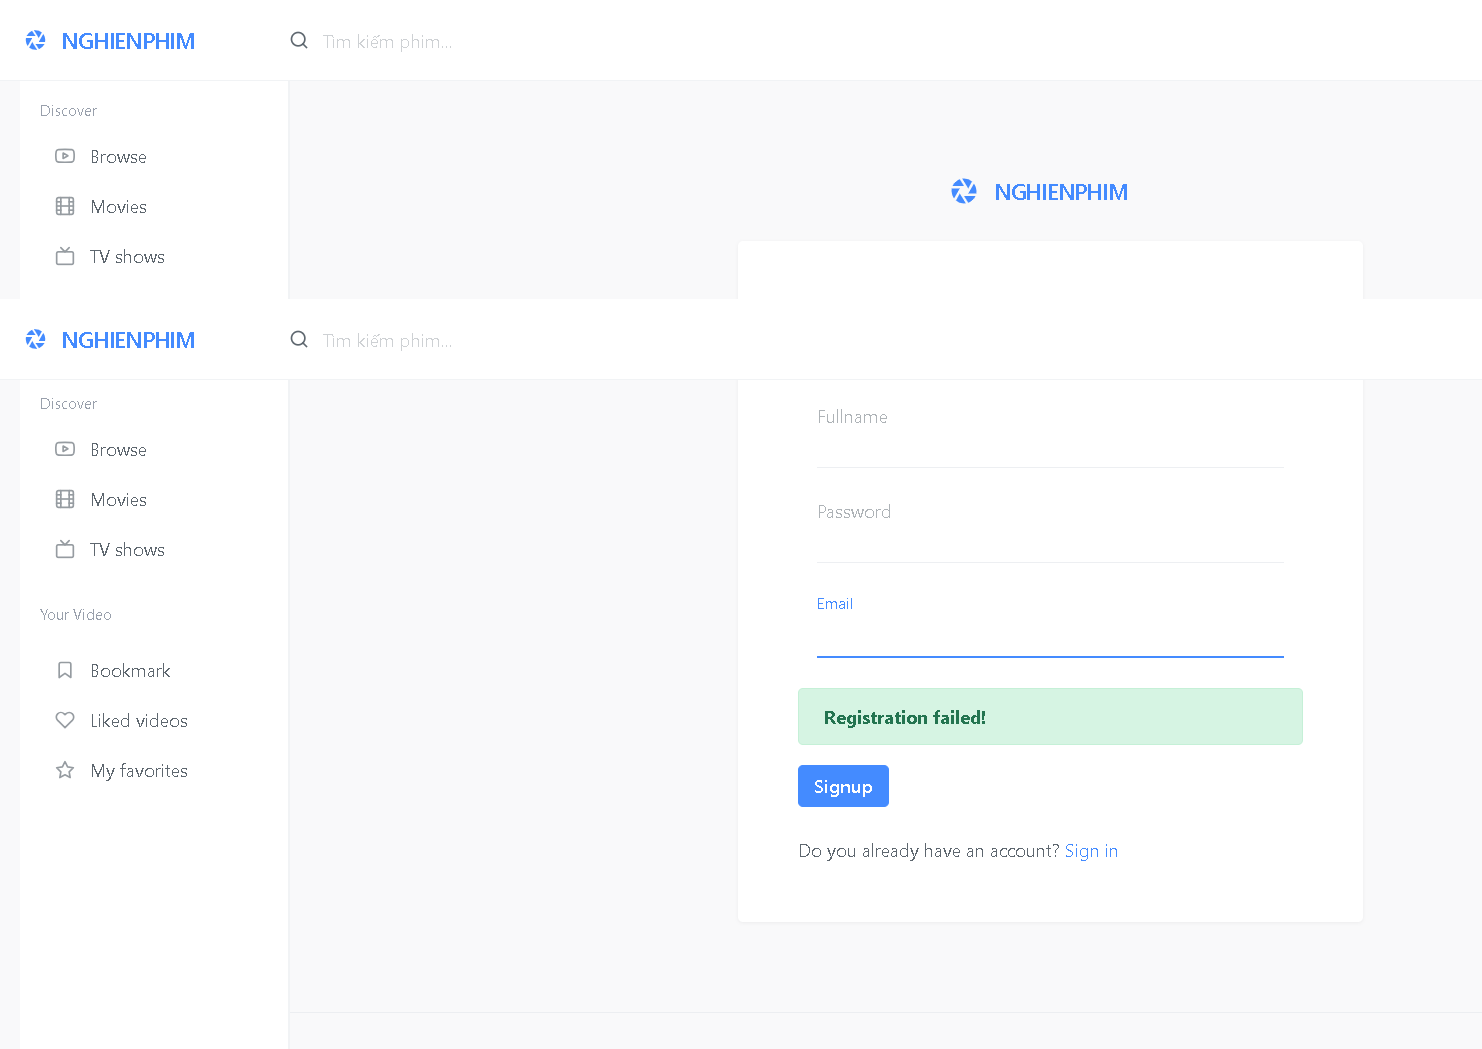 NGHIENPHIM
Tìm kiếm phim...
Discover
Browse
Movies
TV shows
NGHIENPHIM
NGHIENPHIM
Tìm kiếm phim...
Discover
Browse
Movies
TV shows
Your Video
Bookmark
Liked videos
My favorites
Fullname
Password
Email
Registration failed!
Signup
Do you already have an account? Sign in